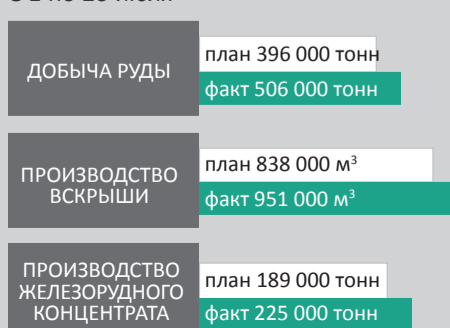 ДОБЫЧА РУДЫ
план 396 000 тонн
факт 506 000 тонн
ПРОИЗВОДСТВО
ВСКРЫШИ
план 838 000 м³
факт 951 000 м³
ПРОИЗВОДСТВО
ЖЕЛЕЗОРУДНОГО
КОНЦЕНТРАТА
план 189 000 тонн
факт 225 000 тонн